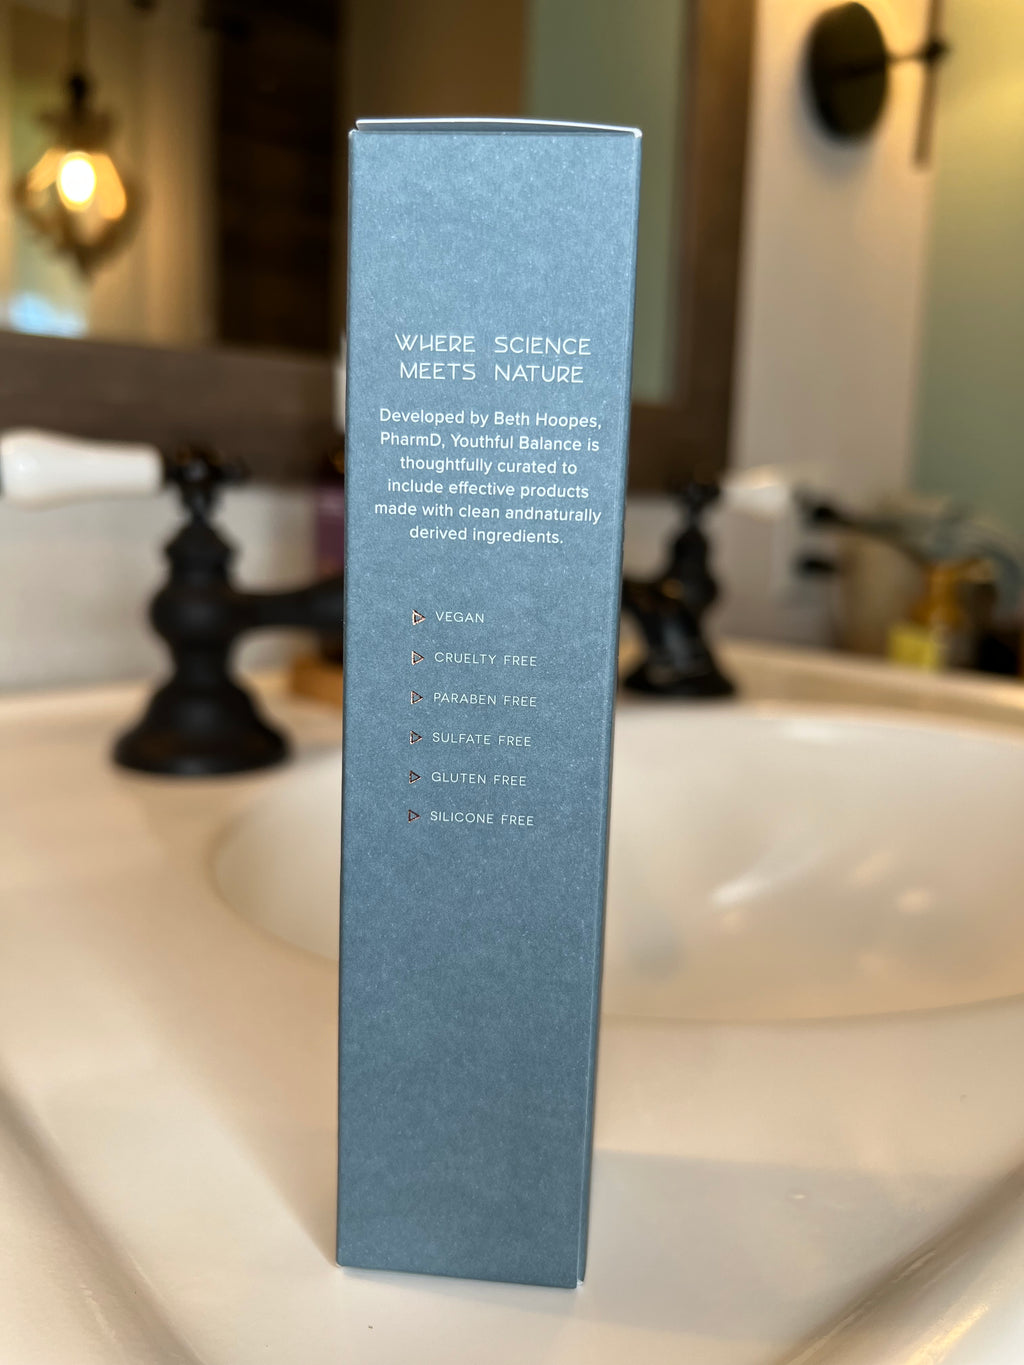 WHERE SCIENCE
MEETS NATURE
Developed by Beth Hoopes,
PharmD, Youthful Balance is
thoughtfully curated to
include effective products
made with clean andnaturally
derived ingredients.
VEGAN
CRUELTY FREE
PARABEN FREE
SULFATE FREE
GLUTEN FREE
SILICONE FREE